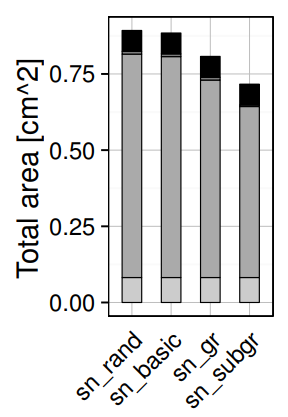 Total area [cm^2]
0.75
0.50
0.25
0.00
sn_rand
sn_basic
sn_gr
sn_subgr